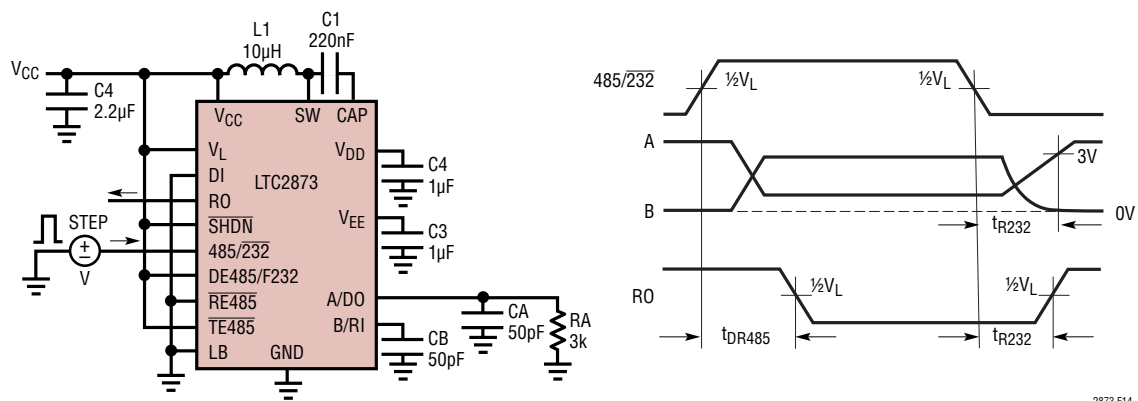 L1
10µH
C1
220nF
VCC
C4
2.2µF
VCC
SW
CAP
VL
DI
RO
SHDN
485/232
DE485/F232
RE485
TE485
LB
GND
LTC2873
VDD
VEE
A/DO
B/RI
C4
1µF
C3
1µF
STEP
+
–
V
CA
50pF
RA
3k
CB
50pF
485/232
½VL
½VL
A
B
3V
0V
tR232
RO
½VL
½VL
tDR485
tR232